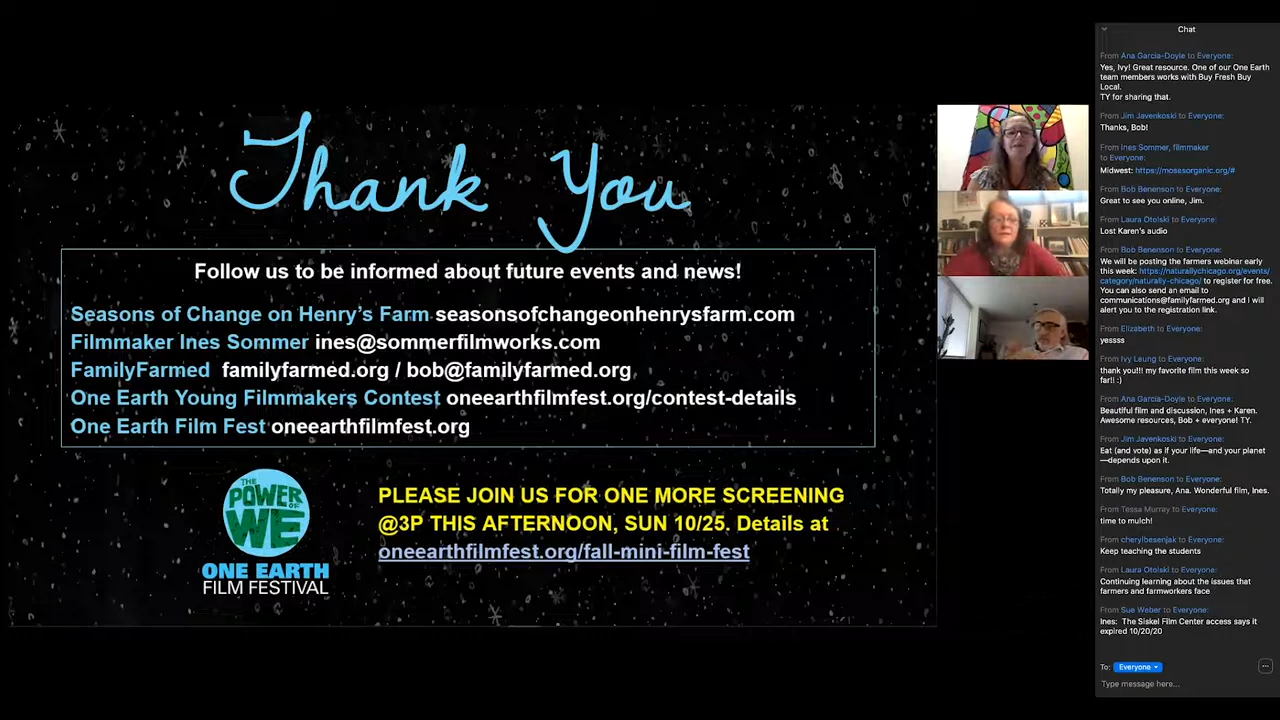 Thank You
Follow us to be informed about future events and news!
Seasons of Change on Henry's Farm seasonsofchangeonhenrysfarm.com
Filmmaker Ines Sommer ines@sommerfilmworks.com
FamilyFarmed familyfarmed.org / bob@familyfarmed.org
One Earth Young Filmmakers Contest oneearthfilmfest.org/contest-details
One Earth Film Fest oneearthfilmfest.org
THE
POWER
OF
WE
ONE EARTH
FILM FESTIVAL
PLEASE JOIN US FOR ONE MORE SCREENING
@3P THIS AFTERNOON, SUN 10/25. Details at
oneearthfilmfest.org/fall-mini-film-fest
Chat
From Ana Garcia-Doyle to Everyone:
Yes, Ivy! Great resource. One of our One Earth
team members works with Buy Fresh Buy
Local.
TY for sharing that.
From Jim Javenkoski to Everyone:
Thanks, Bob!
From Ines Sommer, filmmaker
to Everyone:
Midwest: https://mosesorganic.org/#
From Bob Benenson to Everyone:
Great to see you online, Jim.
From Laura Otolski to Everyone:
Lost Karen's audio
From Bob Benenson to Everyone:
We will be posting the farmers webinar early
this week: https://naturallychicago.org/events/
category/naturally-chicago/ to register for free.
You can also send an email to
communications@familyfarmed.org and I will
alert you to the registration link.
From Elizabeth to Everyone:
yessss
From Ivy Leung to Everyone:
thank you!!! my favorite film this week so
far!! :)
From Ana Garcia-Doyle to Everyone:
Beautiful film and discussion, Ines + Karen.
Awesome resources, Bob + everyone! TY.
From Jim Javenkoski to Everyone:
Eat (and vote) as if your life—and your planet
—depends upon it.
From Bob Benenson to Everyone:
Totally my pleasure, Ana. Wonderful film, Ines.
From Tessa Murray to Everyone:
time to mulch!
From cherylbesenjak to Everyone:
Keep teaching the students
From Laura Otolski to Everyone:
Continuing learning about the issues that
farmers and farmworkers face
From Sue Weber to Everyone:
Ines: The Siskel Film Center access says it
expired 10/20/20
To: Everyone
Type message here...